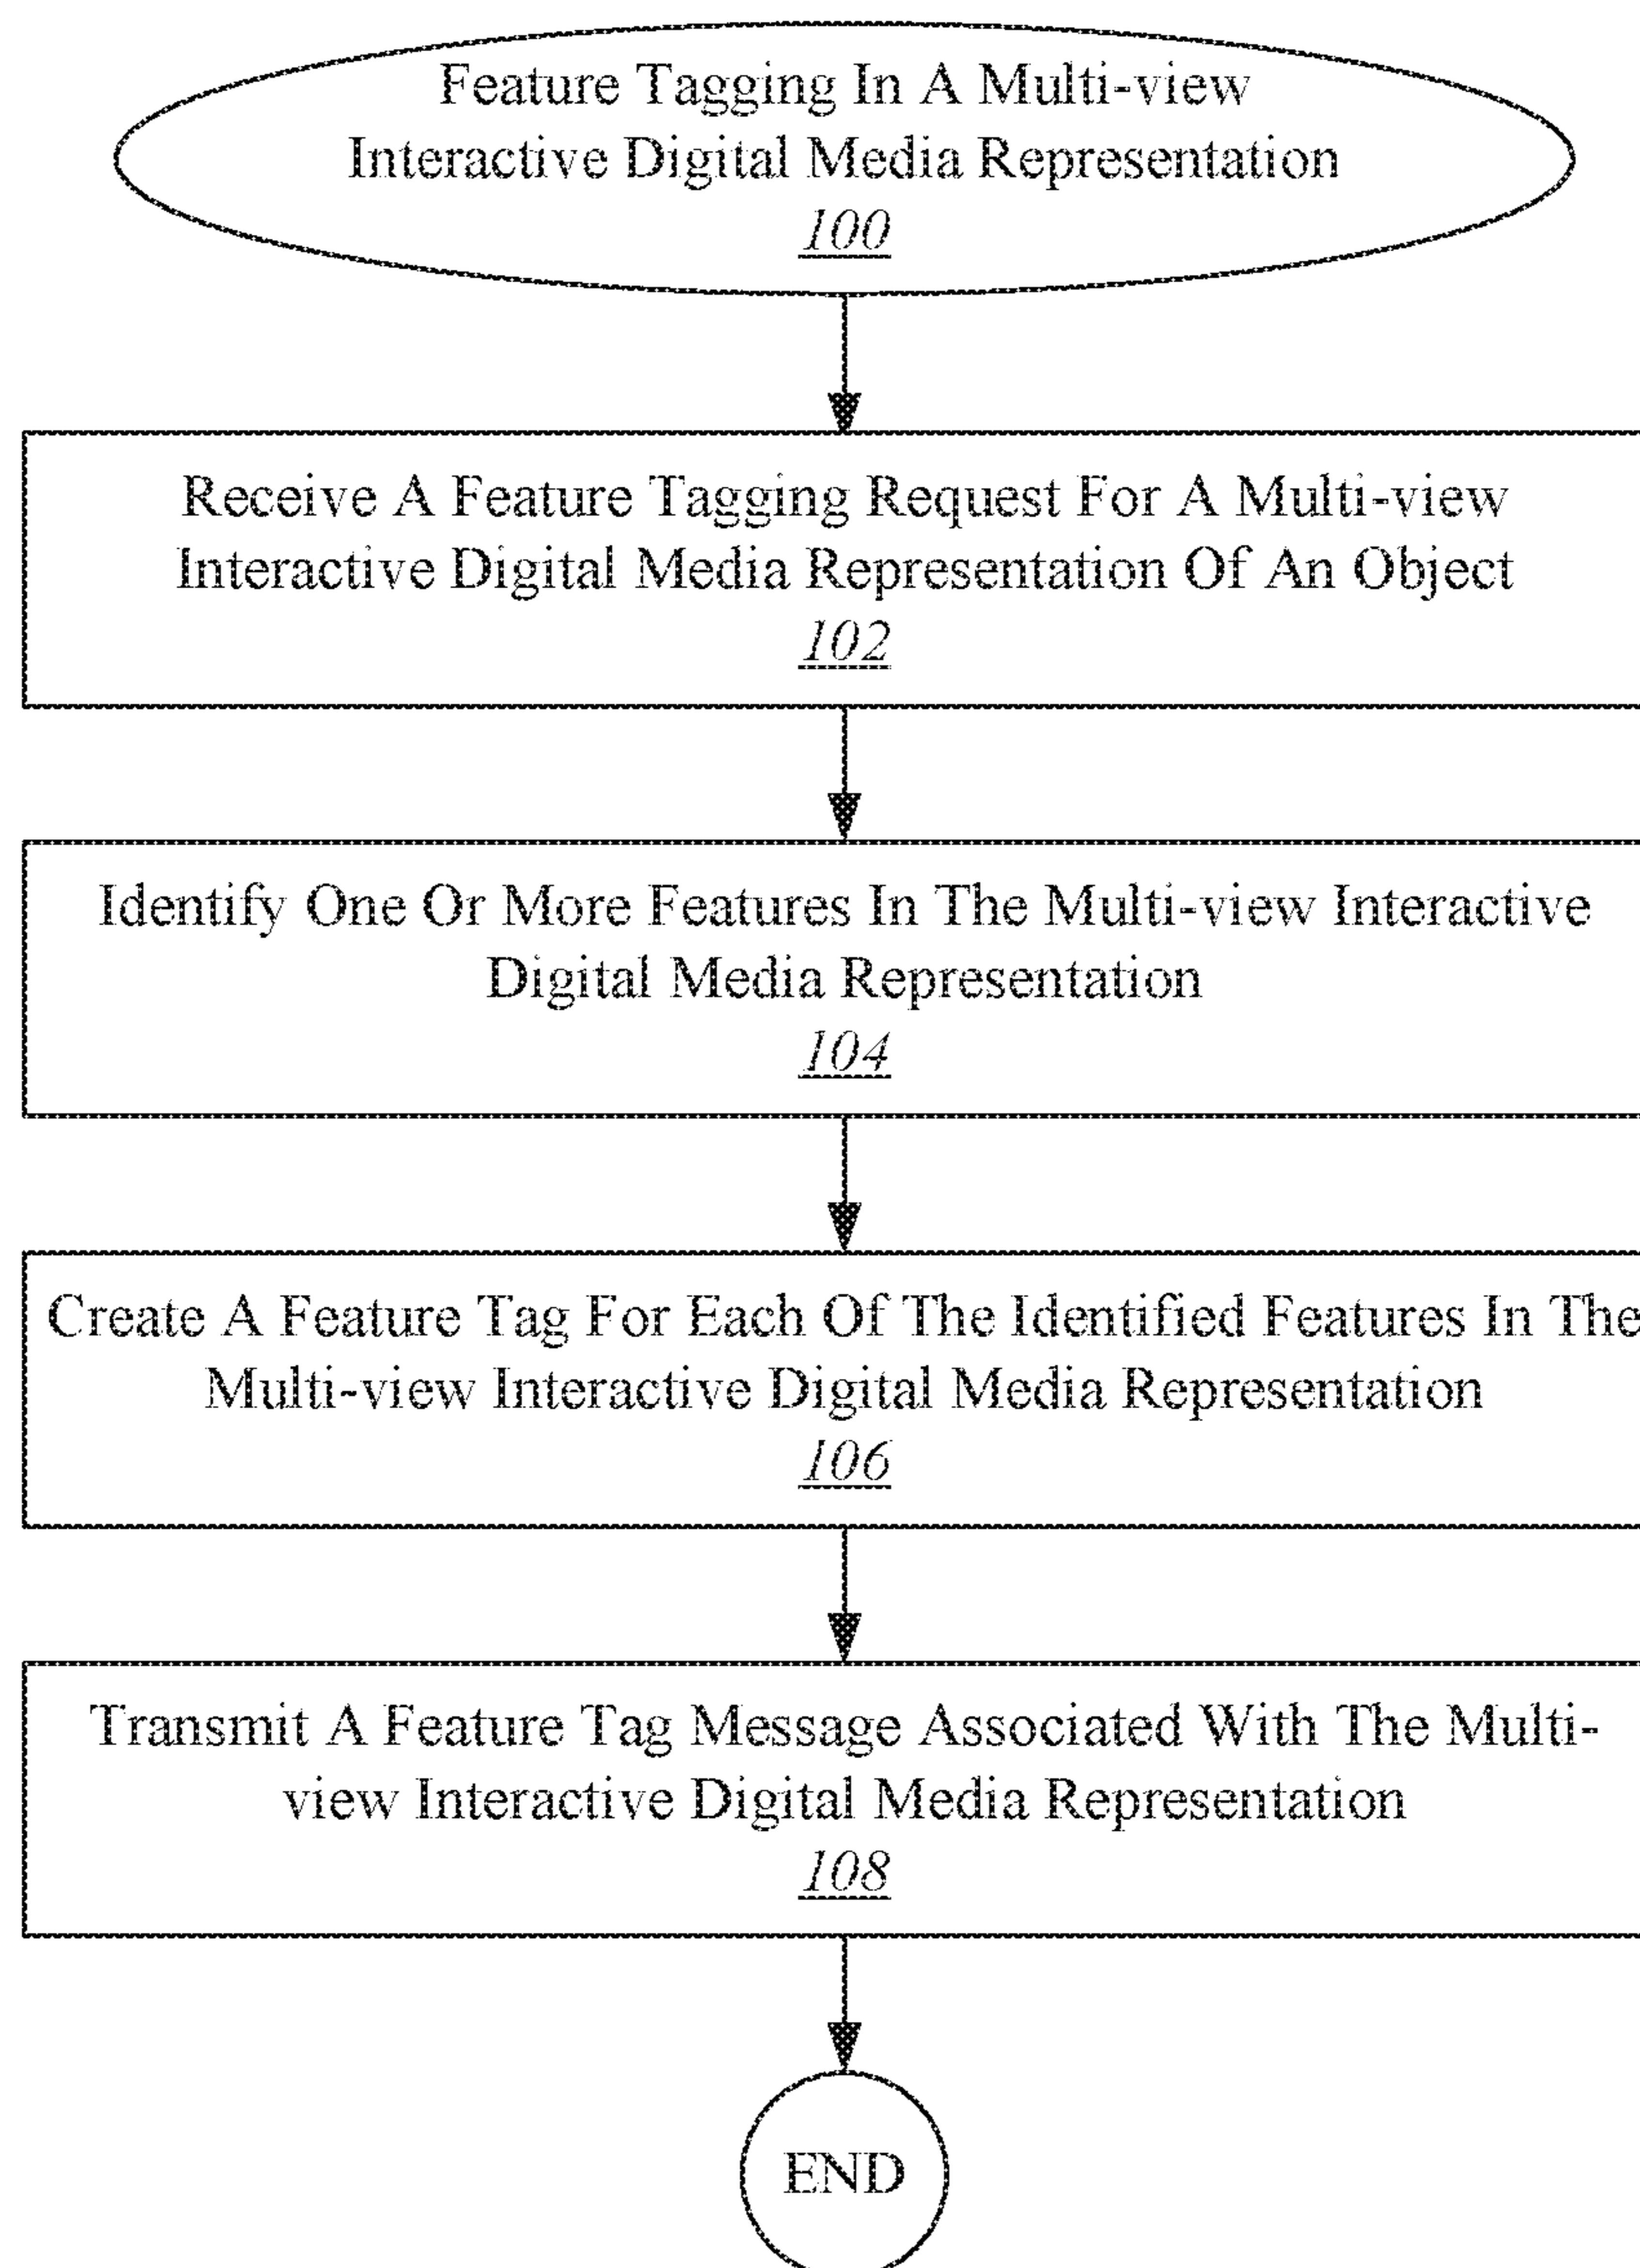 Feature Tagging In A Multi-view
Interactive Digital Media Representation
100
Receive A Feature Tagging Request For A Multi-view
Interactive Digital Media Representation Of An Object
102
Identify One Or More Features In The Multi-view Interactive
Digital Media Representation
104
Create A Feature Tag For Each Of The Identified Features In The
Multi-view Interactive Digital Media Representation
106
Transmit A Feature Tag Message Associated With The Multi-
view Interactive Digital Media Representation
108
END